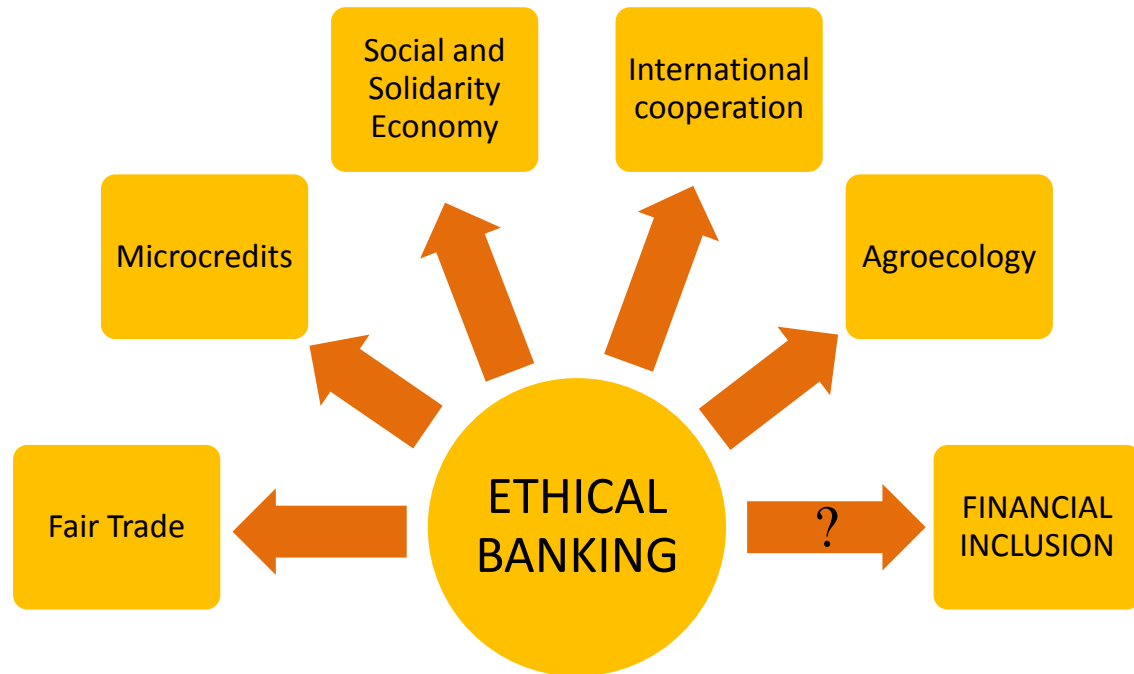 Social and
Solidarity
Economy
International
cooperation
Microcredits
Agroecology
Fair Trade
ETHICAL
BANKING
?
FINANCIAL
INCLUSION